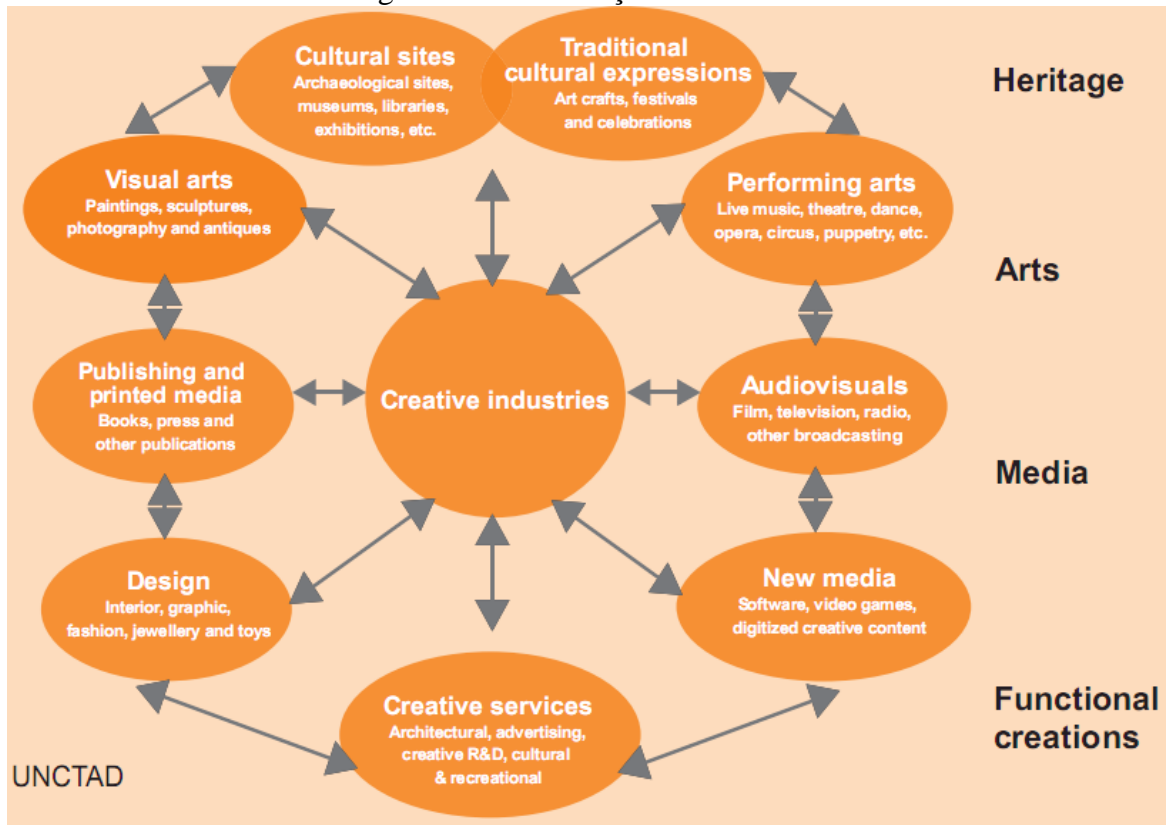 Cultural sites
Archaeological sites,
museums, libraries,
exhibitions, etc.
Traditional
cultural expressions
Art crafts, festivals
and celebrations
Heritage
Visual arts
Paintings, sculptures,
photography and antiques
Performing arts
Live music, theatre, dance,
opera, circus, puppetry, etc.
Arts
Publishing and
printed media
Books, press and
other publications
Creative industries
Audiovisuals
Film, television, radio,
other broadcasting
Media
Design
Interior, graphic,
fashion, jewellery and toys
New media
Software, video games,
digitized creative content
Creative services
Architectural, advertising,
creative R&D, cultural
& recreational
Functional
creations
UNCTAD